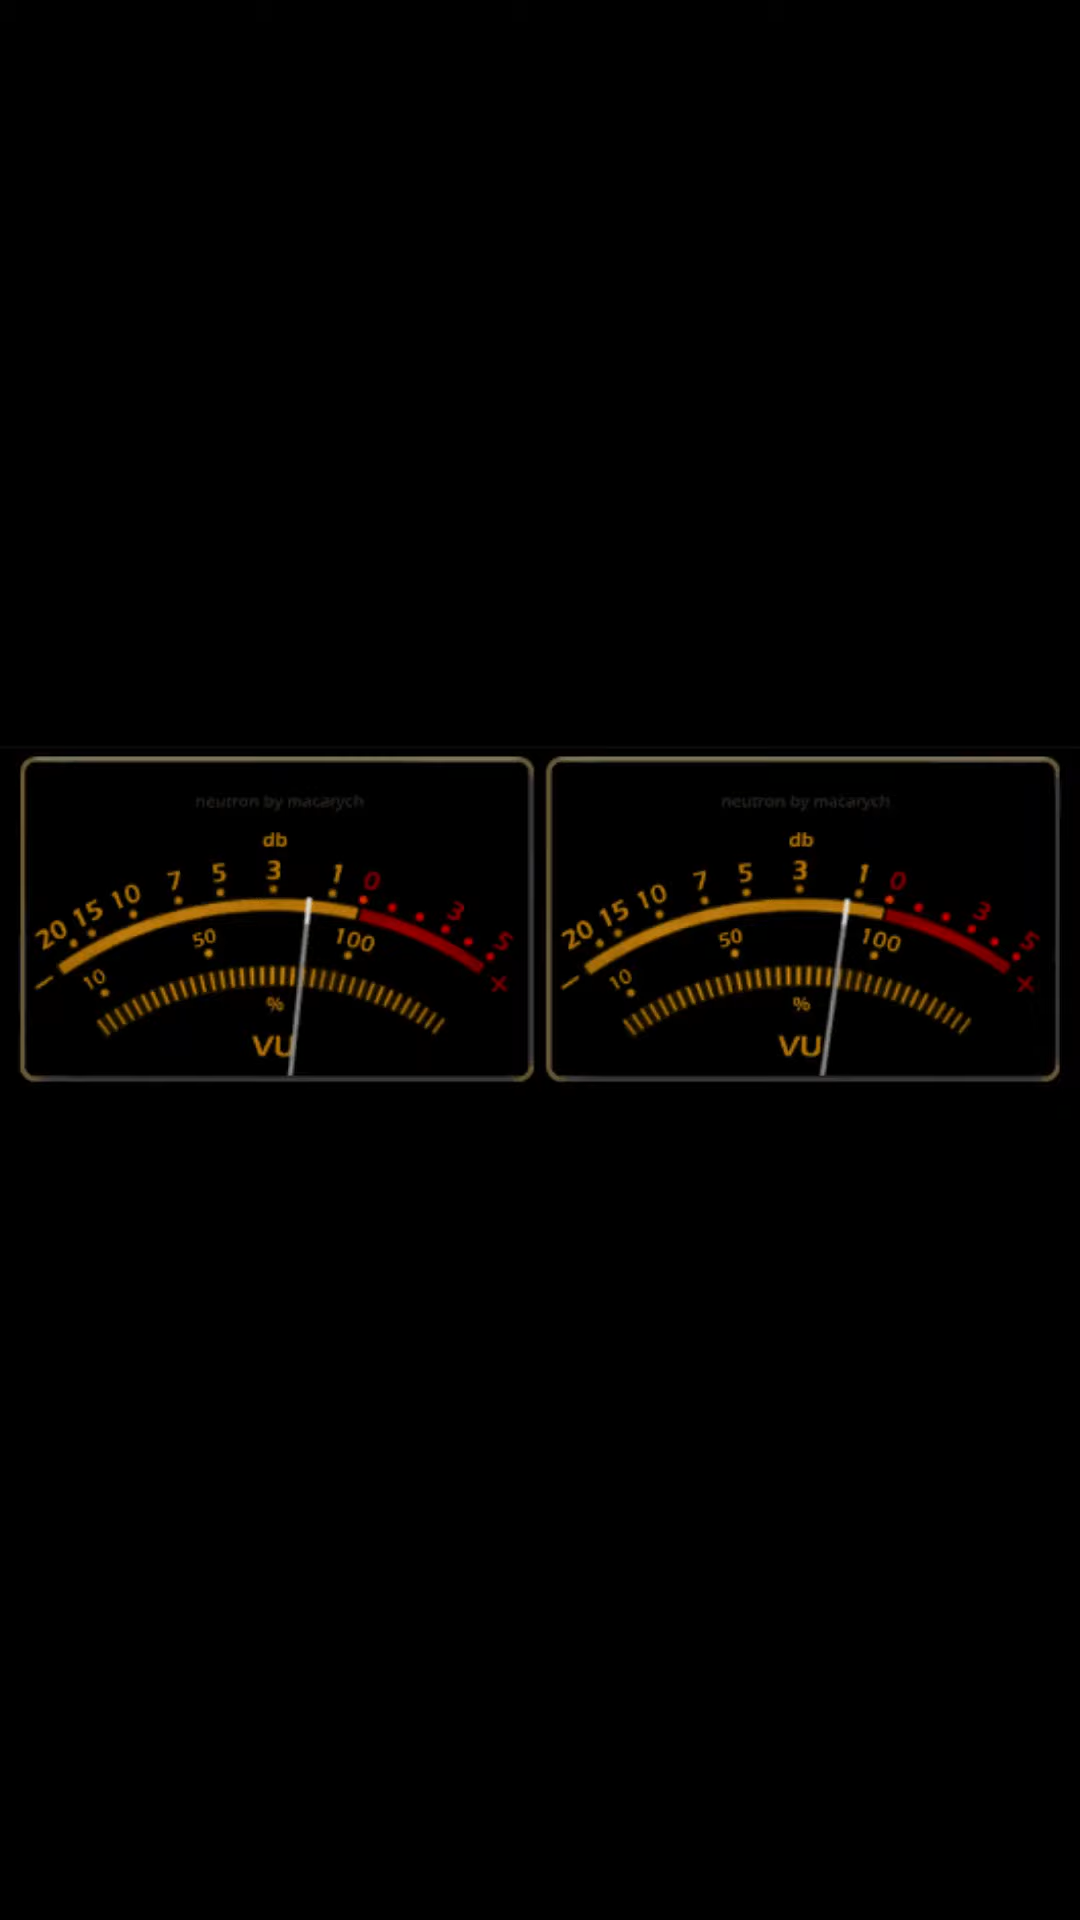 neutron by macarych
db
20 15 10 7 5 3 1 0 3 5
— 10 50 100 ×
%
VU
neutron by macarych
db
20 15 10 7 5 3 1 0 3 5
— 10 50 100 ×
%
VU